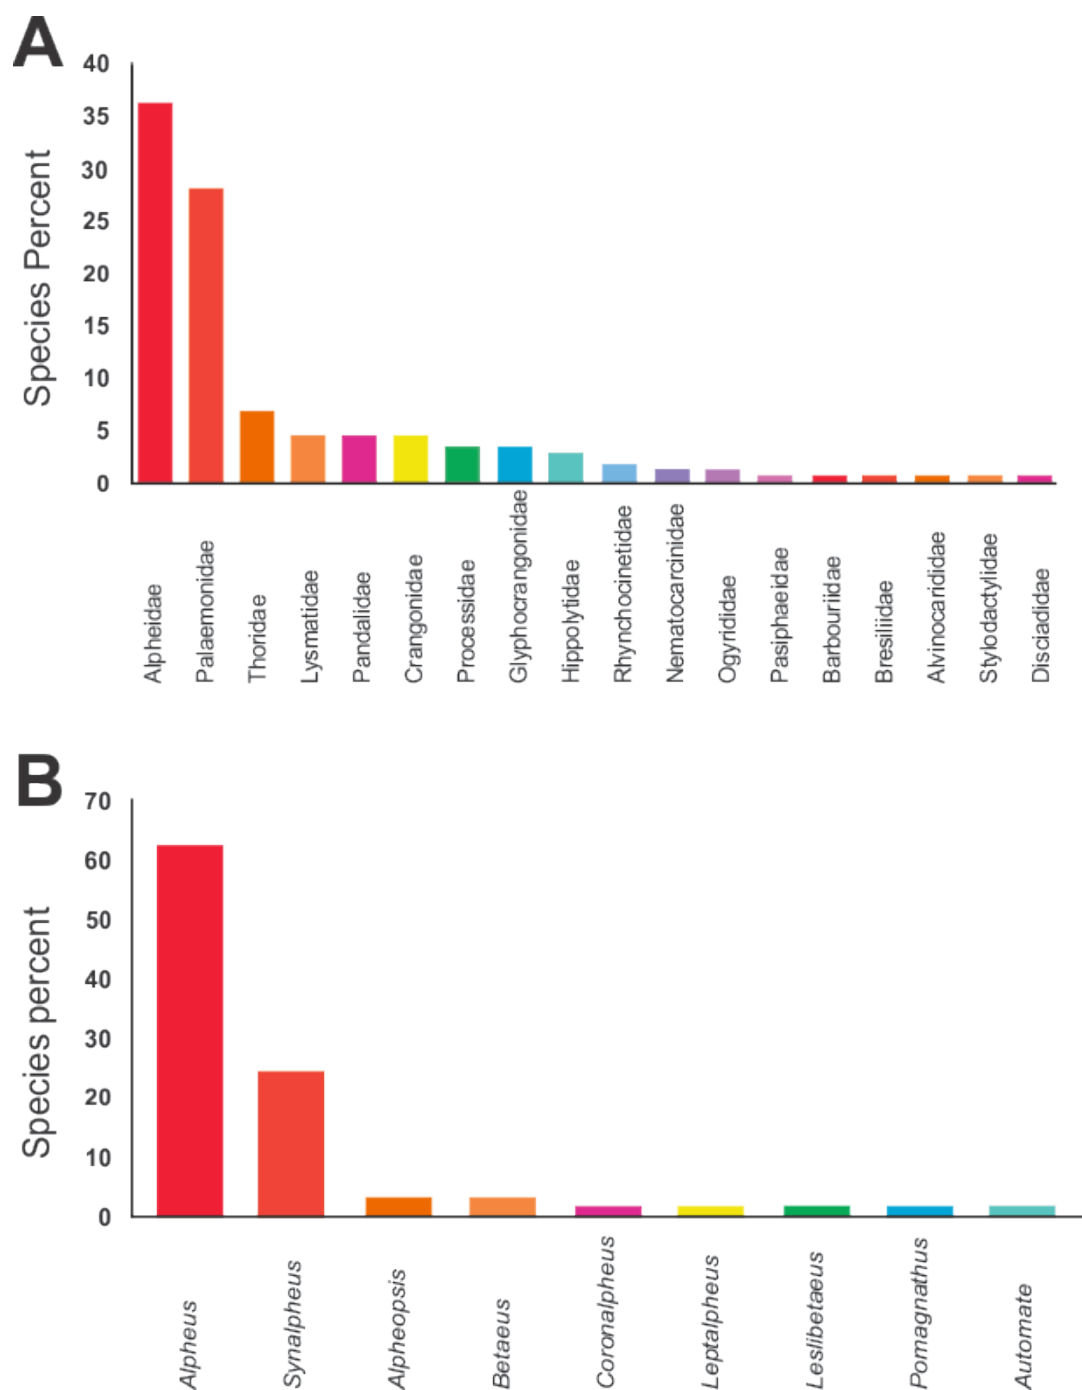 A
40
35
30
25
20
15
10
5
0
Species Percent
Alpheidae
Palaemonidae
Thoridae
Lysmatidae
Pandalidae
Crangonidae
Processidae
Glyphocrangonidae
Hippolytidae
Rhynchocinetidae
Nematocarcinidae
Ogyrididae
Pasiphaeidae
Barbouriidae
Bresiliidae
Alvinocarididae
Stylodactylidae
Disciadidae
B
70
60
50
40
30
20
10
0
Species percent
Alpheus
Synalpheus
Alpheopsis
Betaeus
Coronalpheus
Leptalpheus
Leslibetaeus
Pomagnathus
Automate